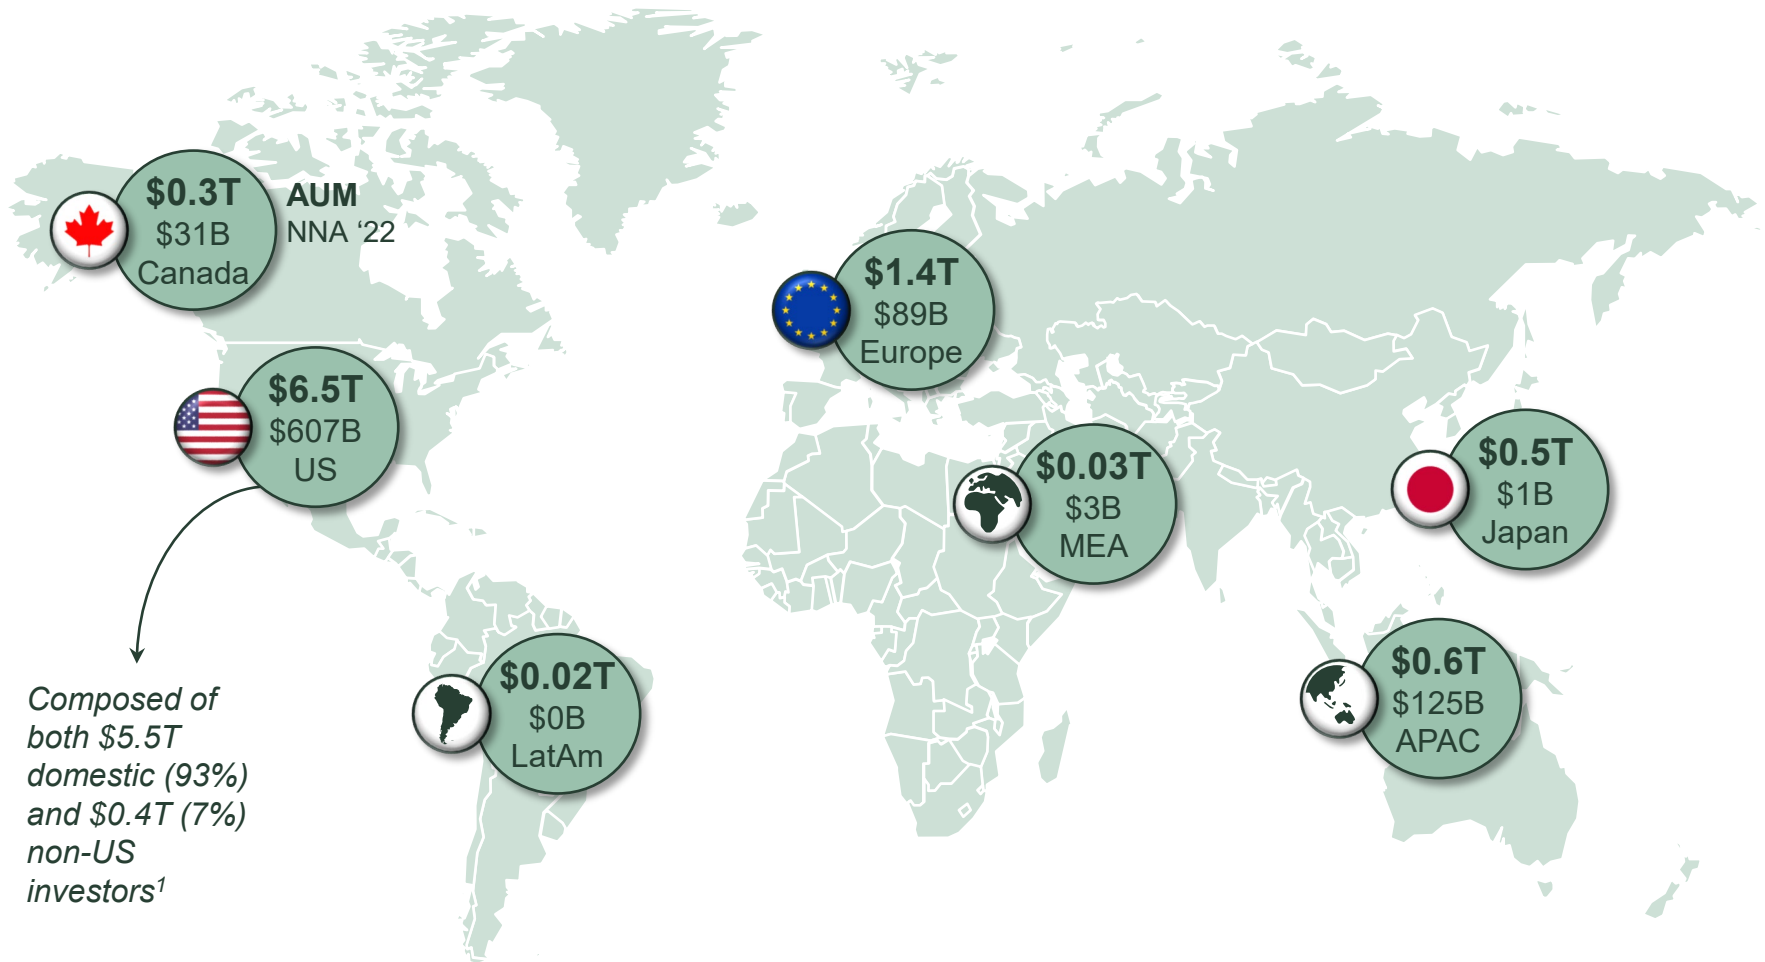 $0.3T
$31B
Canada
AUM
NNA ‘22
$6.5T
$607B
US
$1.4T
$89B
Europe
$0.03T
$3B
MEA
$0.5T
$1B
Japan
$0.02T
$0B
LatAm
$0.6T
$125B
APAC
Composed of
both $5.5T
domestic (93%)
and $0.4T (7%)
non-US
investors¹